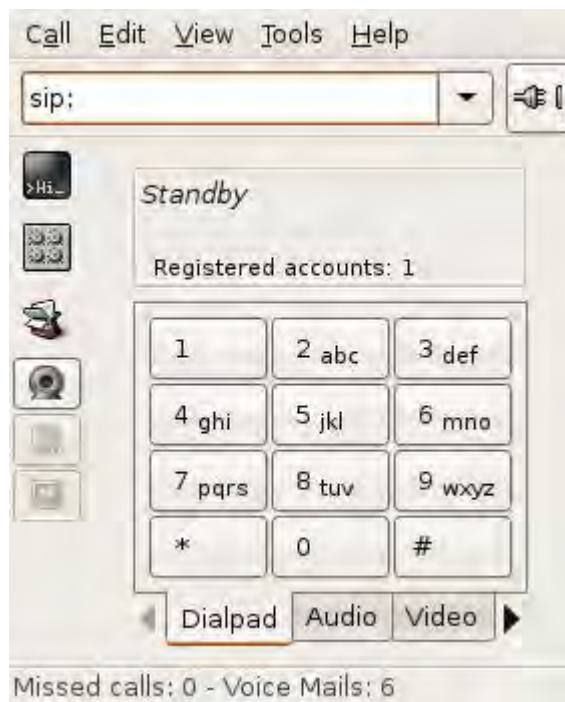 Call Edit View Tools Help
sip:
>Hi_
Standby
Registered accounts: 1
1 2 abc 3 def
4 ghi 5 jkl 6 mno
7 pqrs 8 tuv 9 wxyz
* 0 #
Dialpad Audio Video
Missed calls: 0 - Voice Mails: 6